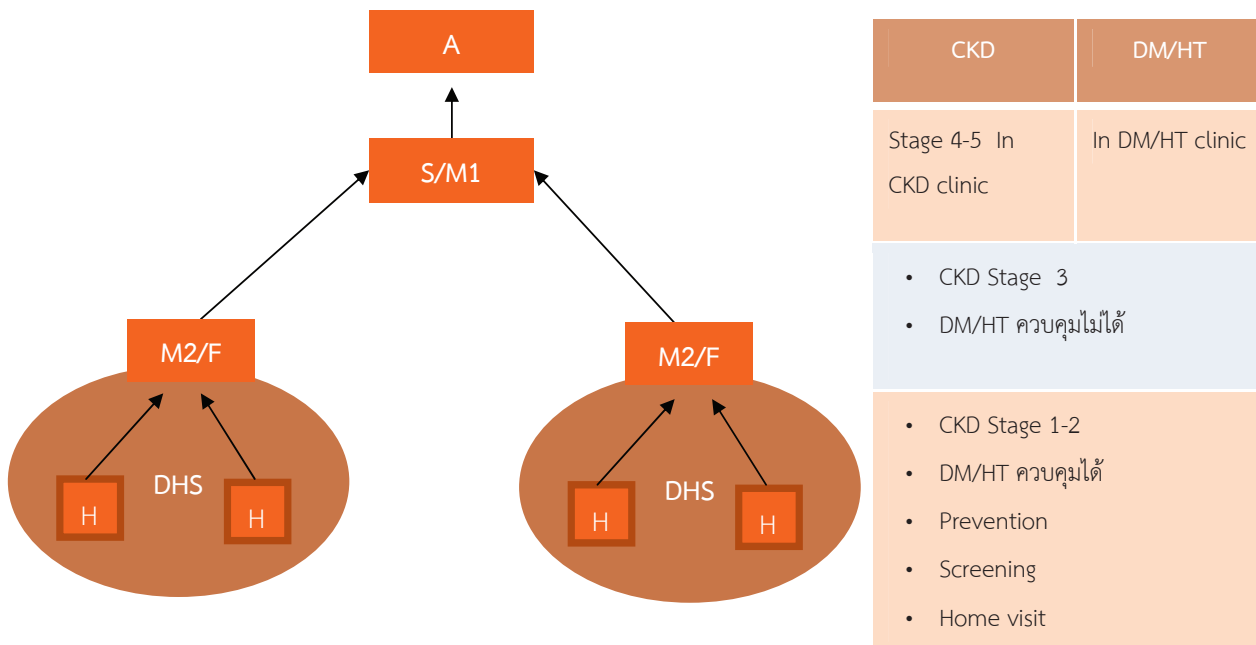 A
S/M1
M2/F
M2/F
DHS
H
H
DHS
H
H
CKD
DM/HT
Stage 4-5 In
CKD clinic
In DM/HT clinic
• CKD Stage 3
• DM/HT ควบคุมไม่ได้
• CKD Stage 1-2
• DM/HT ควบคุมได้
• Prevention
• Screening
• Home visit